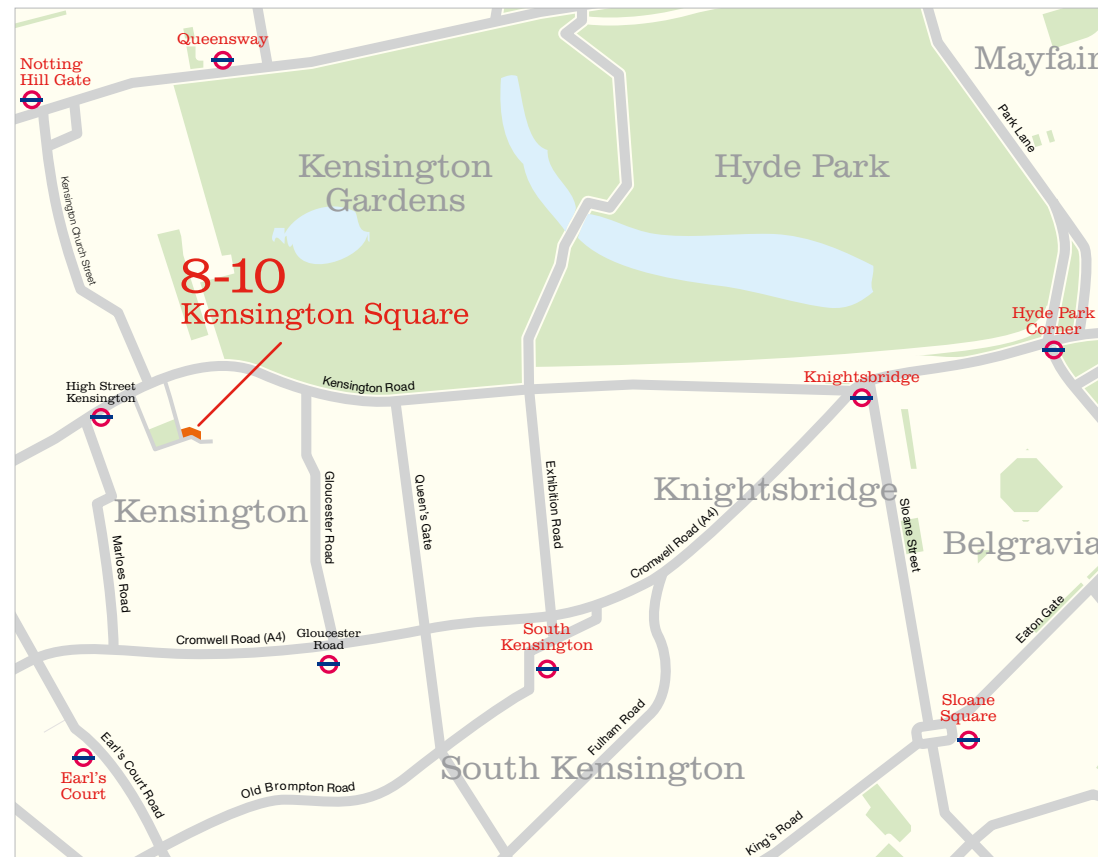 Queensway
Notting
Hill Gate
Mayfair
Park Lane
Kensington
Gardens
Hyde Park
Kensington Church Street
8-10
Kensington Square
Hyde Park
Corner
High Street
Kensington
Kensington Road
Knightsbridge
Kensington
Gloucester Road
Queen's Gate
Exhibition Road
Knightsbridge
Sloane Street
Belgravia
Marloes Road
Cromwell Road (A4)
Cromwell Road (A4)
Gloucester
Road
South
Kensington
Eaton Gate
Sloane
Square
Fulham Road
Earl's Court Road
Earl's
Court
South Kensington
Old Brompton Road
King's Road